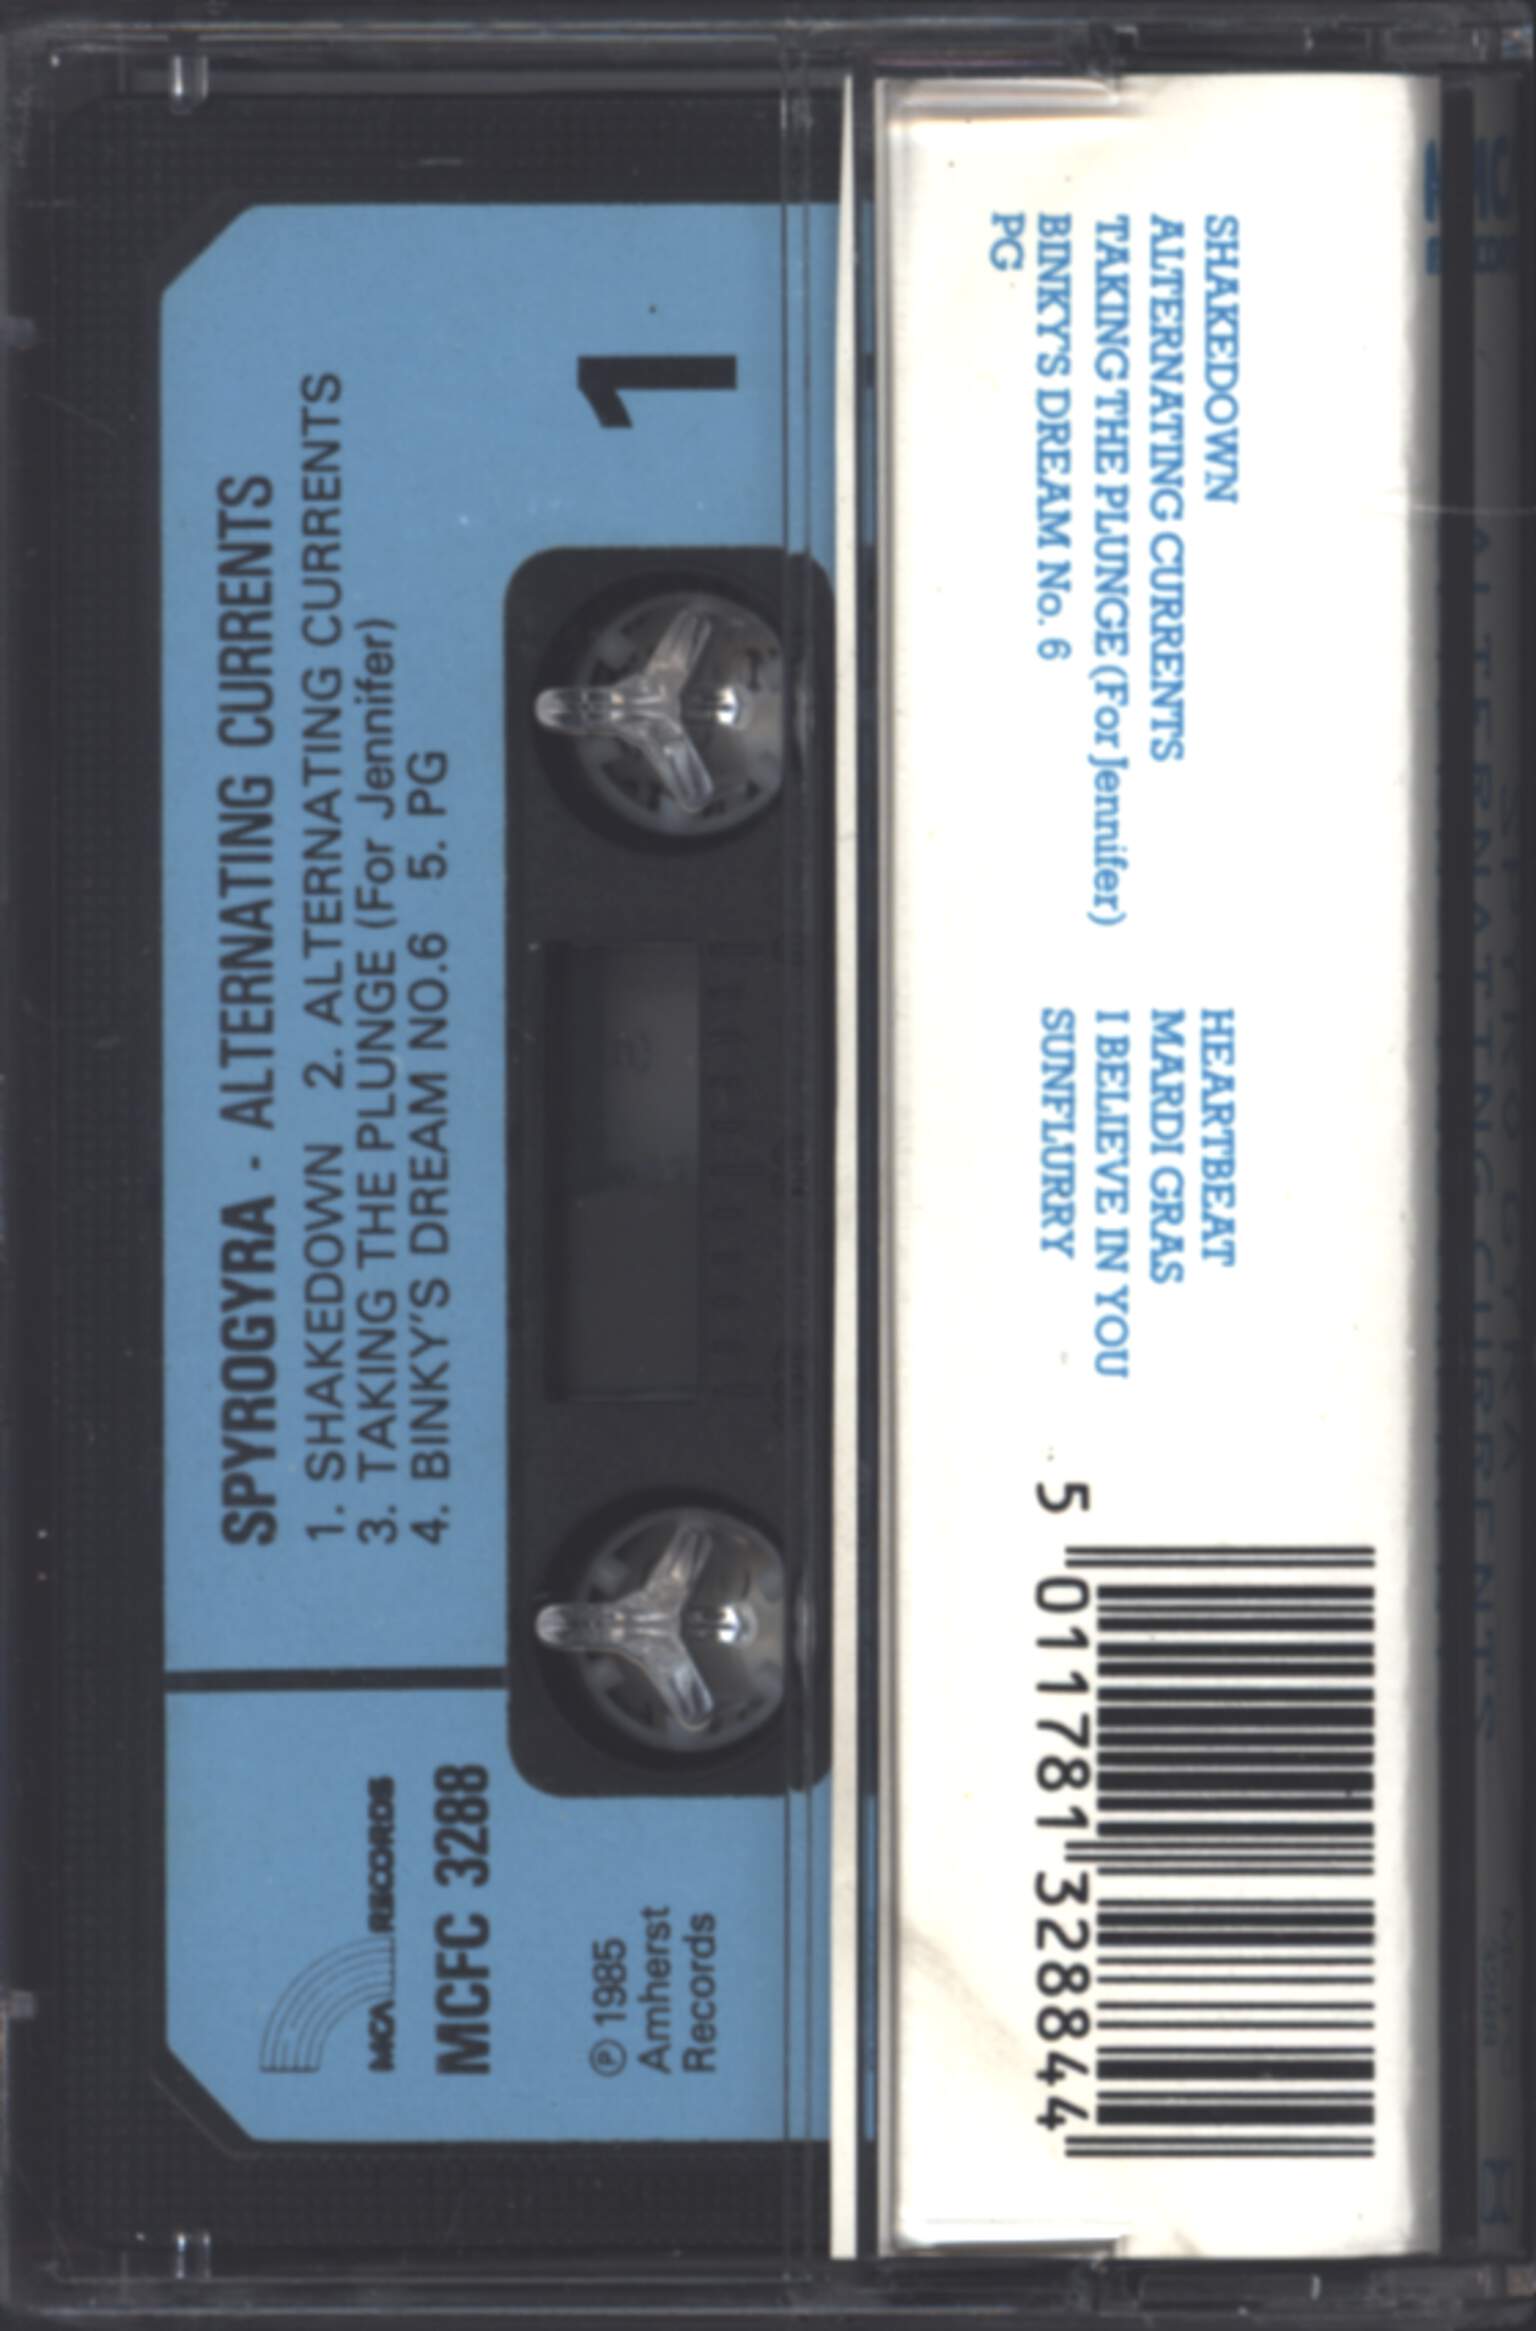 SPYROGYRA - ALTERNATING CURRENTS
1. SHAKEDOWN 2. ALTERNATING CURRENTS
3. TAKING THE PLUNGE (For Jennifer)
4. BINKY'S DREAM NO.6 5. PG
1
MCA RECORDS
MCFC 3288
℗ 1985
Amherst
Records
SHAKEDOWN
ALTERNATING CURRENTS
TAKING THE PLUNGE (For Jennifer)
BINKY'S DREAM No. 6
PG
HEARTBEAT
MARDI GRAS
I BELIEVE IN YOU
SUNFLURRY
5 011781 328844
ALTERNATING CURRENTS